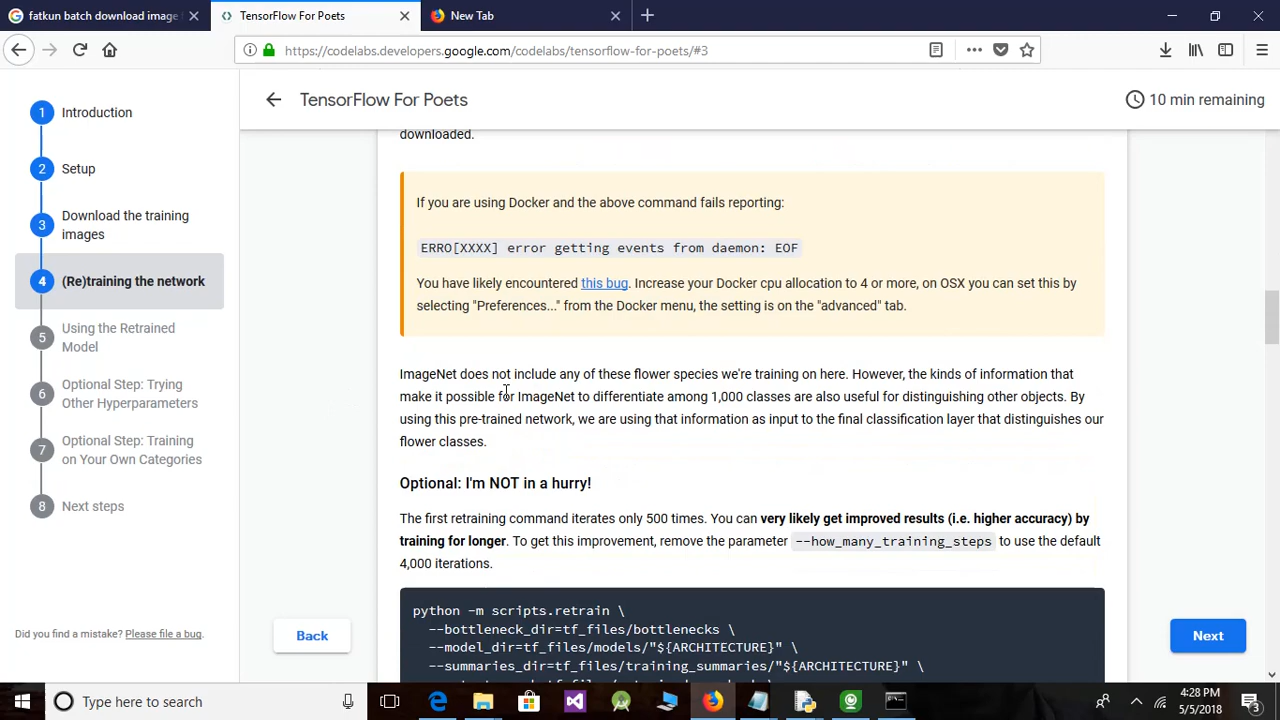 fatkun batch download image
TensorFlow For Poets
New Tab
https://codelabs.developers.google.com/codelabs/tensorflow-for-poets/#3
TensorFlow For Poets
10 min remaining
1 Introduction
2 Setup
3 Download the training
images
4 (Re)training the network
5 Using the Retrained
Model
6 Optional Step: Trying
Other Hyperparameters
7 Optional Step: Training
on Your Own Categories
8 Next steps
Did you find a mistake? Please file a bug.
downloaded.
If you are using Docker and the above command fails reporting:
ERRO[XXXX] error getting events from daemon: EOF
You have likely encountered this bug. Increase your Docker cpu allocation to 4 or more, on OSX you can set this by
selecting "Preferences..." from the Docker menu, the setting is on the "advanced" tab.
ImageNet does not include any of these flower species we're training on here. However, the kinds of information that
make it possible for ImageNet to differentiate among 1,000 classes are also useful for distinguishing other objects. By
using this pre-trained network, we are using that information as input to the final classification layer that distinguishes our
flower classes.
Optional: I'm NOT in a hurry!
The first retraining command iterates only 500 times. You can very likely get improved results (i.e. higher accuracy) by
training for longer. To get this improvement, remove the parameter --how_many_training_steps to use the default
4,000 iterations.
python -m scripts.retrain \
--bottleneck_dir=tf_files/bottlenecks \
--model_dir=tf_files/models/"${ARCHITECTURE}" \
--summaries_dir=tf_files/training_summaries/"${ARCHITECTURE}" \
Back
Next
Type here to search
4:28 PM
5/5/2018
3